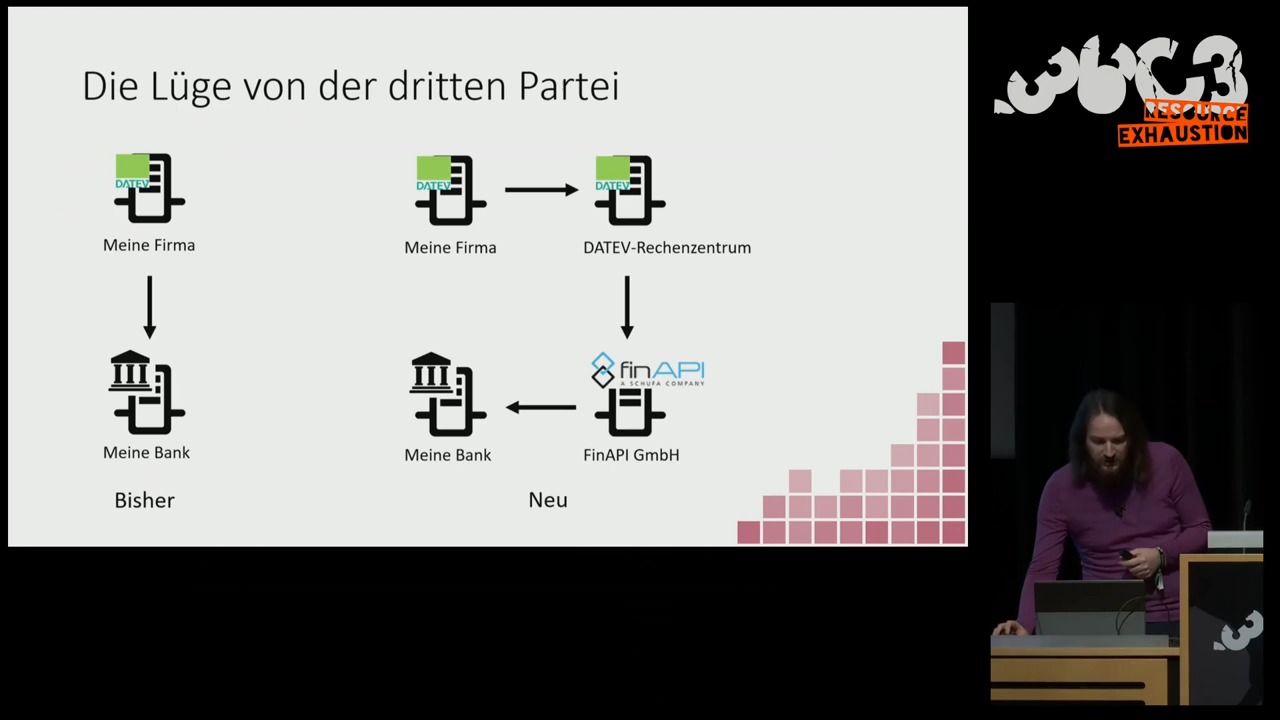 Die Lüge von der dritten Partei
DATEV
Meine Firma
Meine Bank
Bisher
DATEV
Meine Firma
DATEV
DATEV-Rechenzentrum
finAPI
A SCHUFA COMPANY
Meine Bank
FinAPI GmbH
Neu
36C3
RESOURCE
EXHAUSTION
3